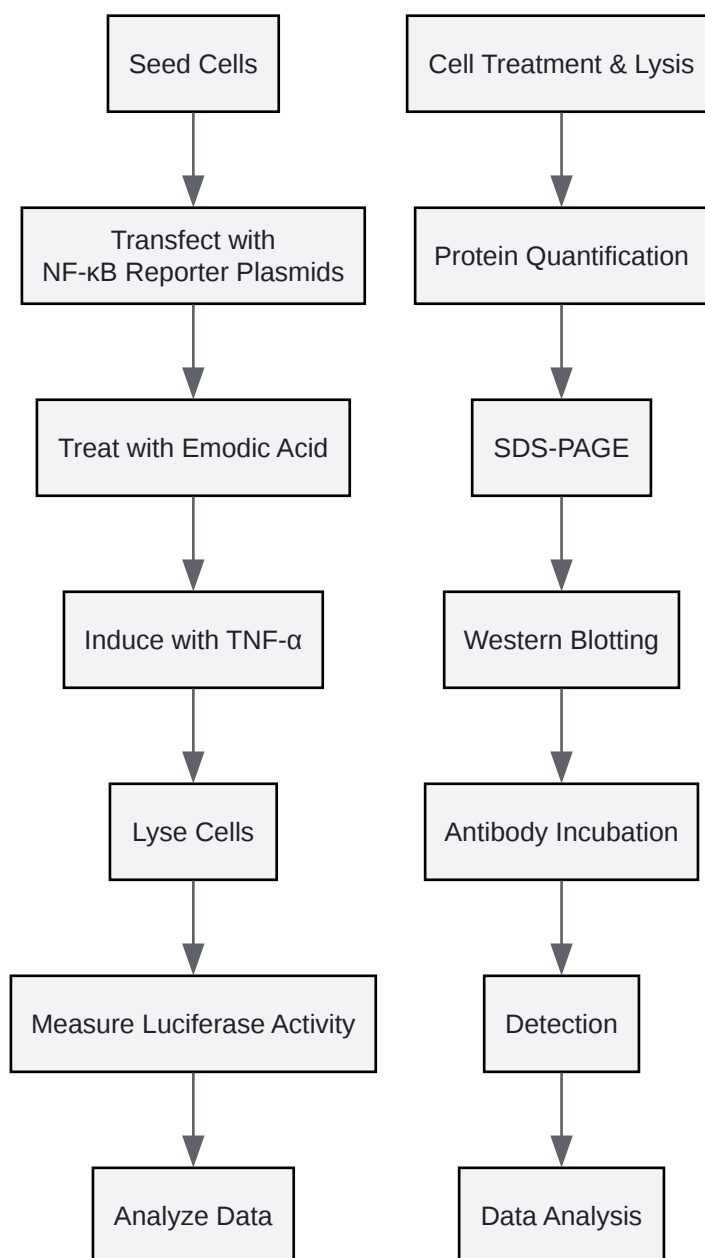 Seed Cells
Transfect with
NF-κB Reporter Plasmids
Treat with Emodic Acid
Induce with TNF-α
Lyse Cells
Measure Luciferase Activity
Analyze Data
Cell Treatment & Lysis
Protein Quantification
SDS-PAGE
Western Blotting
Antibody Incubation
Detection
Data Analysis